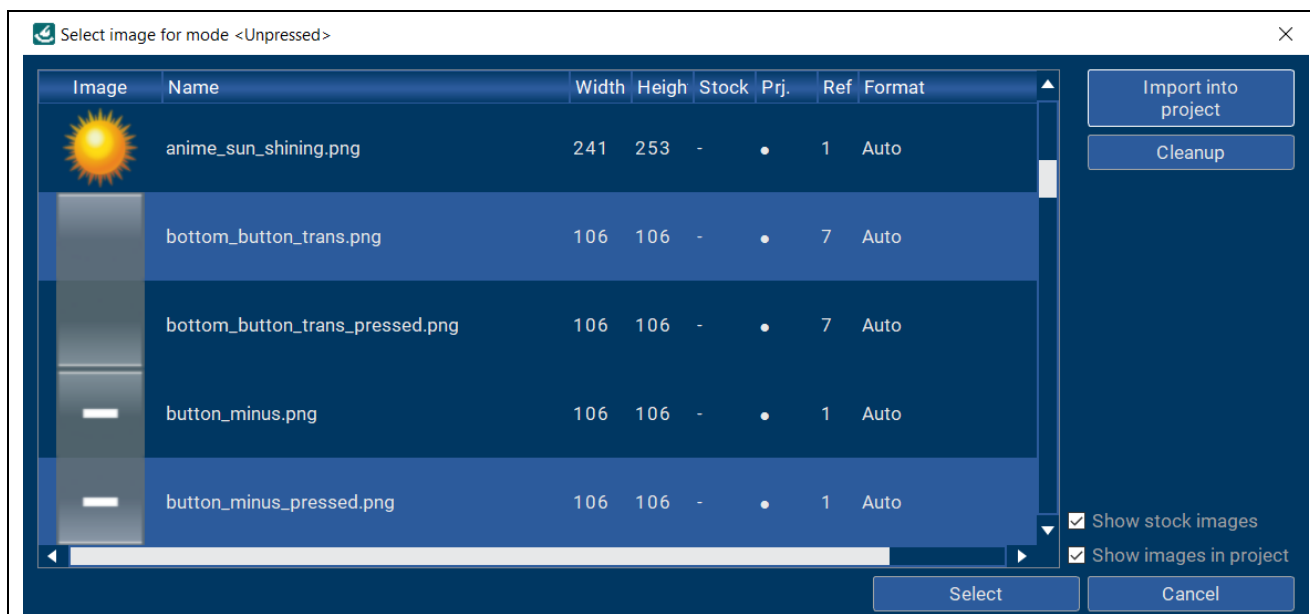 Select image for mode <Unpressed>
Image Name Width Heigh Stock Prj. Ref Format
anime_sun_shining.png 241 253 - ● 1 Auto
bottom_button_trans.png 106 106 - ● 7 Auto
bottom_button_trans_pressed.png 106 106 - ● 7 Auto
button_minus.png 106 106 - ● 1 Auto
button_minus_pressed.png 106 106 - ● 1 Auto
Import into
project
Cleanup
Show stock images
Show images in project
Select
Cancel